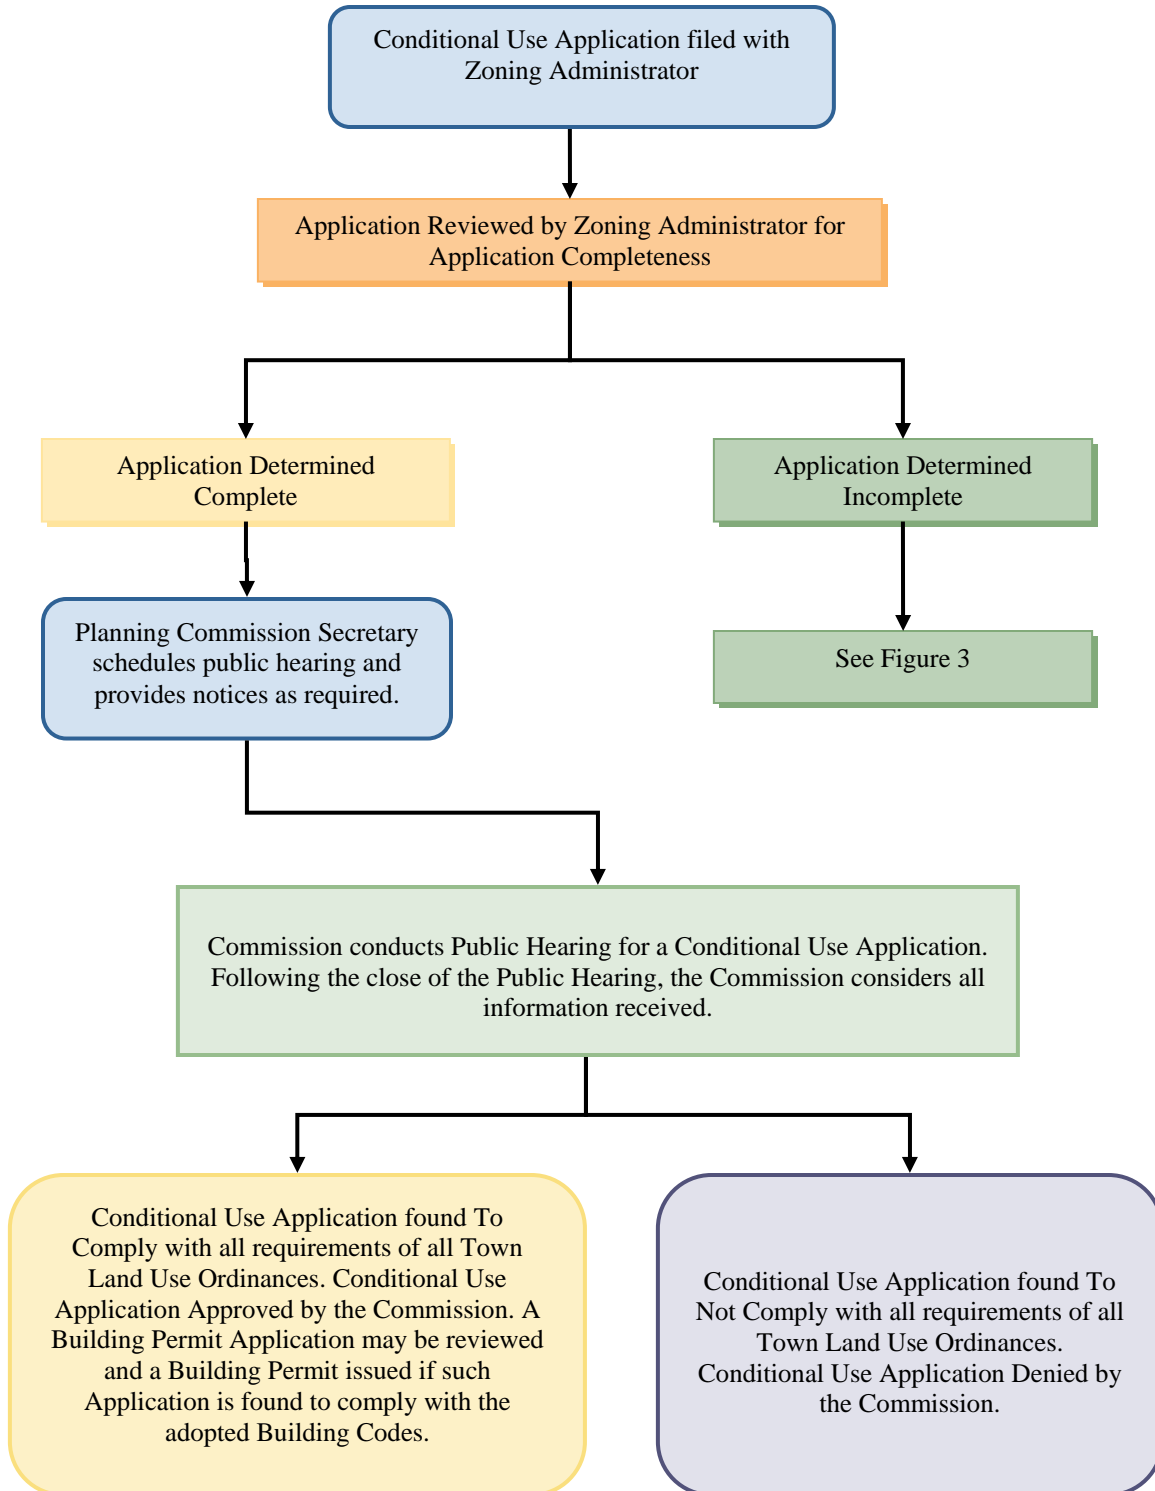 Conditional Use Application filed with
Zoning Administrator
Application Reviewed by Zoning Administrator for
Application Completeness
Application Determined
Complete
Application Determined
Incomplete
Planning Commission Secretary
schedules public hearing and
provides notices as required.
See Figure 3
Commission conducts Public Hearing for a Conditional Use Application.
Following the close of the Public Hearing, the Commission considers all
information received.
Conditional Use Application found To
Comply with all requirements of all Town
Land Use Ordinances. Conditional Use
Application Approved by the Commission. A
Building Permit Application may be reviewed
and a Building Permit issued if such
Application is found to comply with the
adopted Building Codes.
Conditional Use Application found To
Not Comply with all requirements of all
Town Land Use Ordinances.
Conditional Use Application Denied by
the Commission.